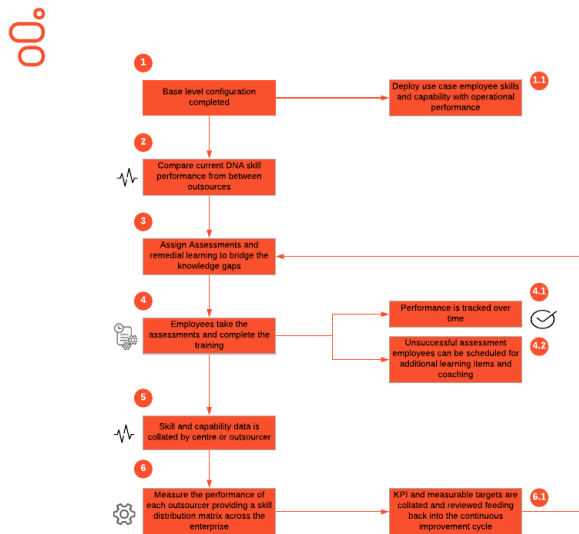 1
Base level configuration
completed
1.1
Deploy use case employee skills
and capability with operational
performance
2
Compare current DNA skill
performance from between
outsources
3
Assign Assessments and
remedial learning to bridge the
knowledge gaps
4
Employees take the
assessments and complete the
training
4.1
Performance is tracked over
time
4.2
Unsuccessful assessment
employees can be scheduled for
additional learning items and
coaching
5
Skill and capability data is
collated by centre or outsourcer
6
Measure the performance of
each outsourcer providing a skill
distribution matrix across the
enterprise
6.1
KPI and measurable targets are
collated and reviewed feeding
back into the continuous
improvement cycle